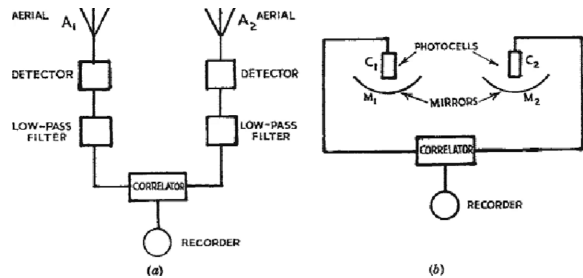 AERIAL A1
A2 AERIAL
DETECTOR
DETECTOR
LOW-PASS
FILTER
LOW-PASS
FILTER
CORRELATOR
RECORDER
(a)
PHOTOCELLS
C1
C2
M1
MIRRORS
M2
CORRELATOR
RECORDER
(b)